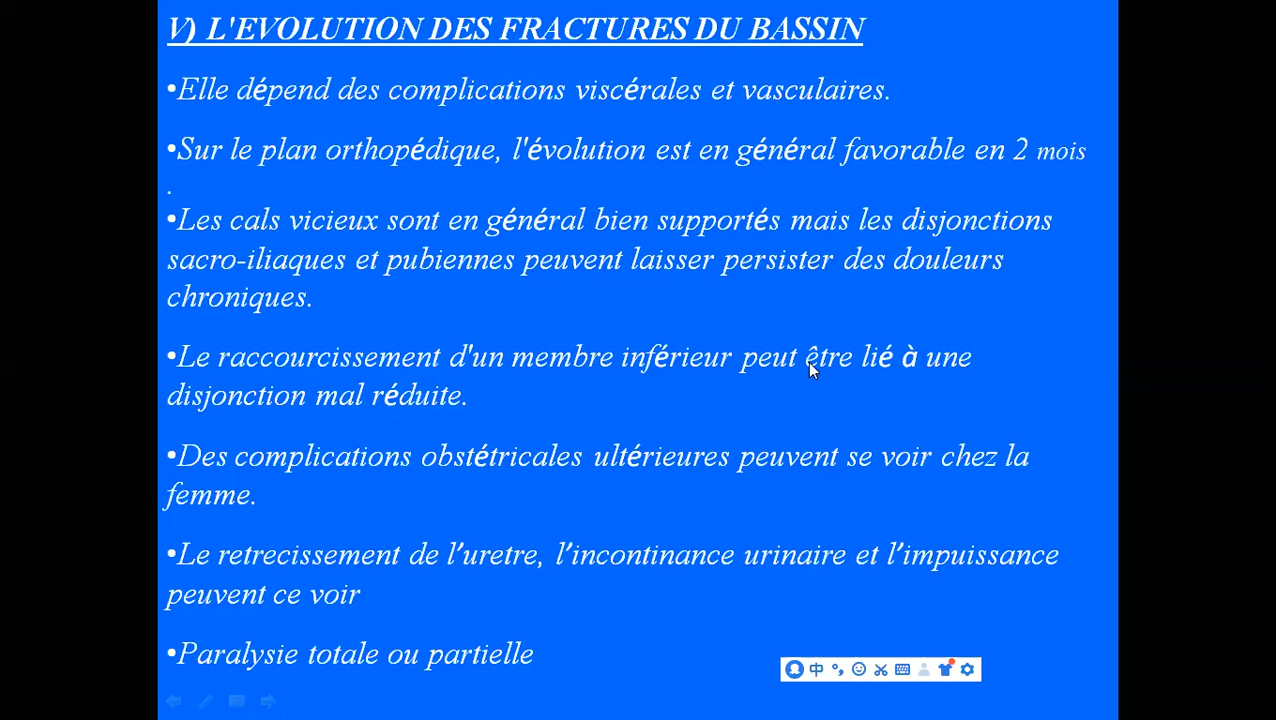 V) L'EVOLUTION DES FRACTURES DU BASSIN
•Elle dépend des complications viscérales et vasculaires.
•Sur le plan orthopédique, l'évolution est en général favorable en 2 mois
.
•Les cals vicieux sont en général bien supportés mais les disjonctions
sacro-iliaques et pubiennes peuvent laisser persister des douleurs
chroniques.
•Le raccourcissement d'un membre inférieur peut être lié à une
disjonction mal réduite.
•Des complications obstétricales ultérieures peuvent se voir chez la
femme.
•Le retrecissement de l’uretre, l’incontinance urinaire et l’impuissance
peuvent ce voir
•Paralysie totale ou partielle
中